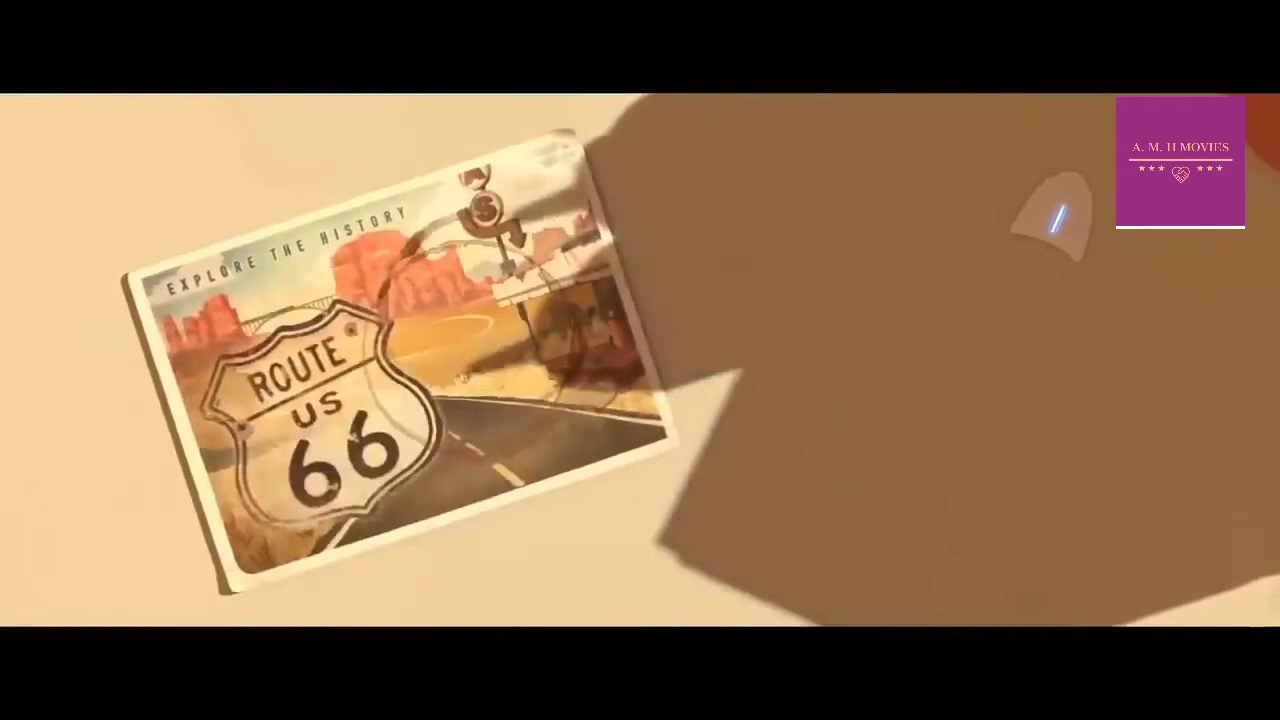 A. M. H MOVIES
EXPLORE THE HISTORY
ROUTE
US
66
S